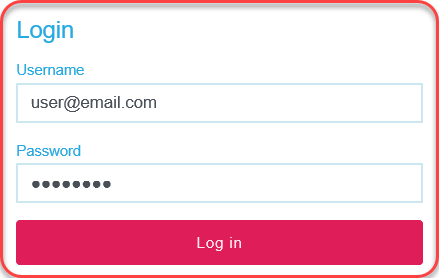 Login
Username
user@email.com
Password
●●●●●●●●
Log in